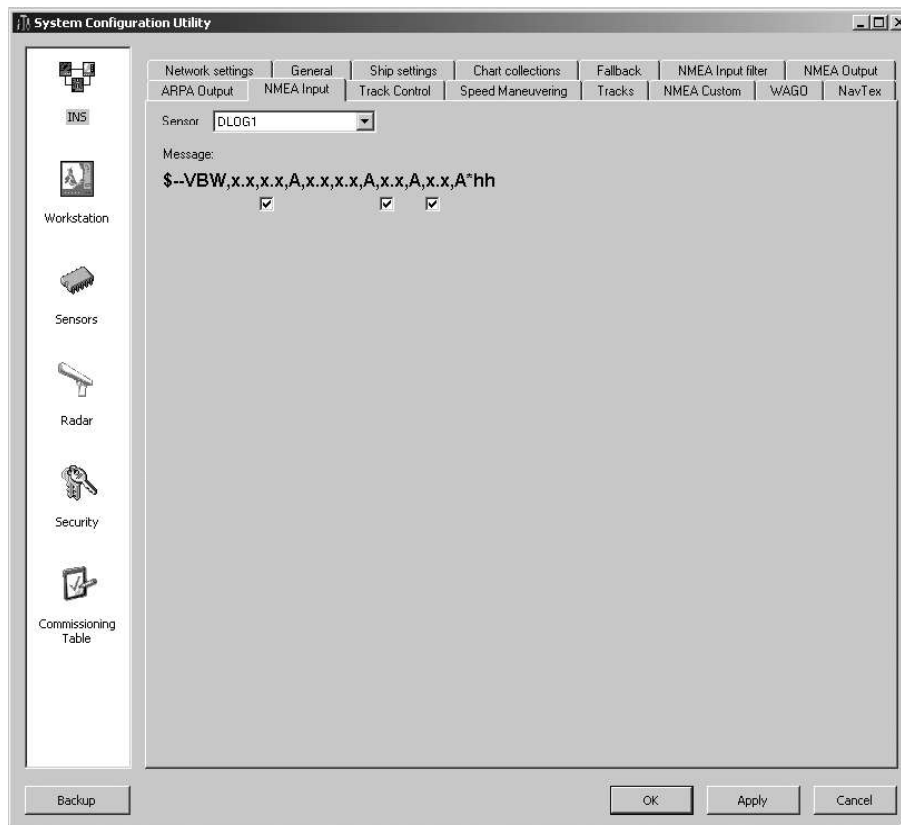 System Configuration Utility
INS
Workstation
Sensors
Radar
Security
Commissioning
Table
Network settings General Ship settings Chart collections Fallback NMEA Input filter NMEA Output
ARPA Output NMEA Input Track Control Speed Maneuvering Tracks NMEA Custom WAGO NavTex
Sensor DLOG1
Message:
$--VBW,x.x,x.x,A,x.x,x.x,A,x.x,A,x.x,A*hh
Backup OK Apply Cancel